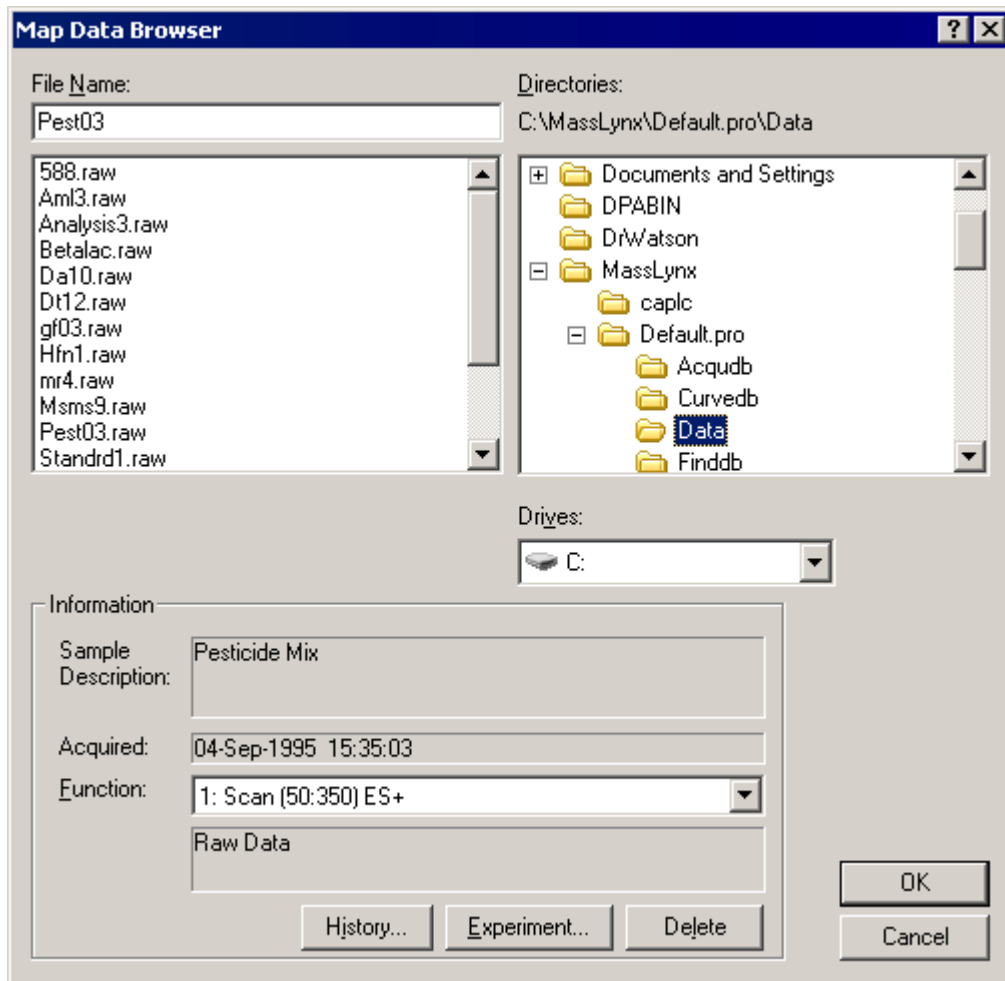 Map Data Browser
File Name:
Pest03
588.raw
Aml3.raw
Analysis3.raw
Betalac.raw
Da10.raw
Dt12.raw
gf03.raw
Hfn1.raw
mr4.raw
Msms9.raw
Pest03.raw
Standrd1.raw
Directories:
C:\MassLynx\Default.pro\Data
Documents and Settings
DPABIN
DrWatson
MassLynx
caplc
Default.pro
Acqudb
Curvedb
Data
Finddb
Drives:
C:
Information
Sample
Description:
Pesticide Mix
Acquired:
04-Sep-1995 15:35:03
Function:
1: Scan (50:350) ES+
Raw Data
History...
Experiment...
Delete
OK
Cancel